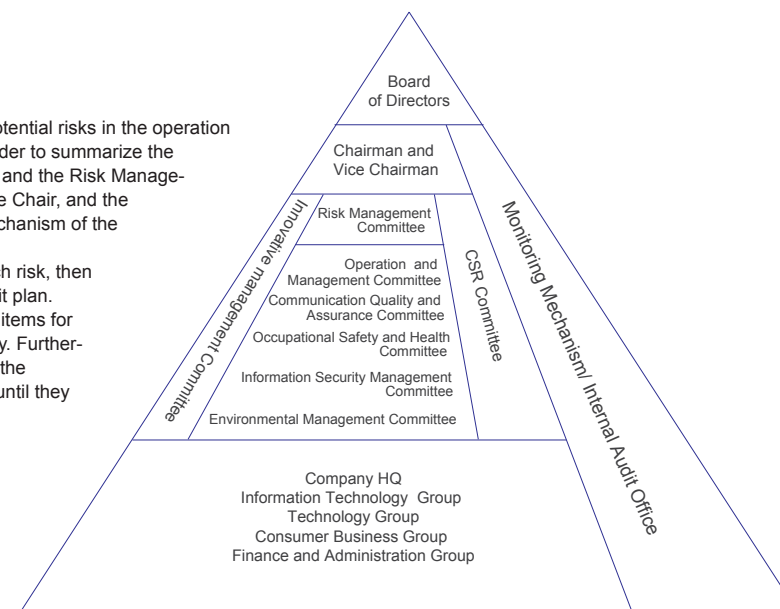 otential risks in the operation
der to summarize the
and the Risk Manage-
e Chair, and the
chanism of the
ch risk, then
it plan.
items for
y. Further-
the
until they
Board
of Directors
Chairman and
Vice Chairman
Innovative management Committee
Risk Management
Committee
Operation and
Management Committee
Communication Quality and
Assurance Committee
Occupational Safety and Health
Committee
Information Security Management
Committee
Environmental Management Committee
CSR Committee
Monitoring Mechanism/ Internal Audit Office
Company HQ
Information Technology Group
Technology Group
Consumer Business Group
Finance and Administration Group